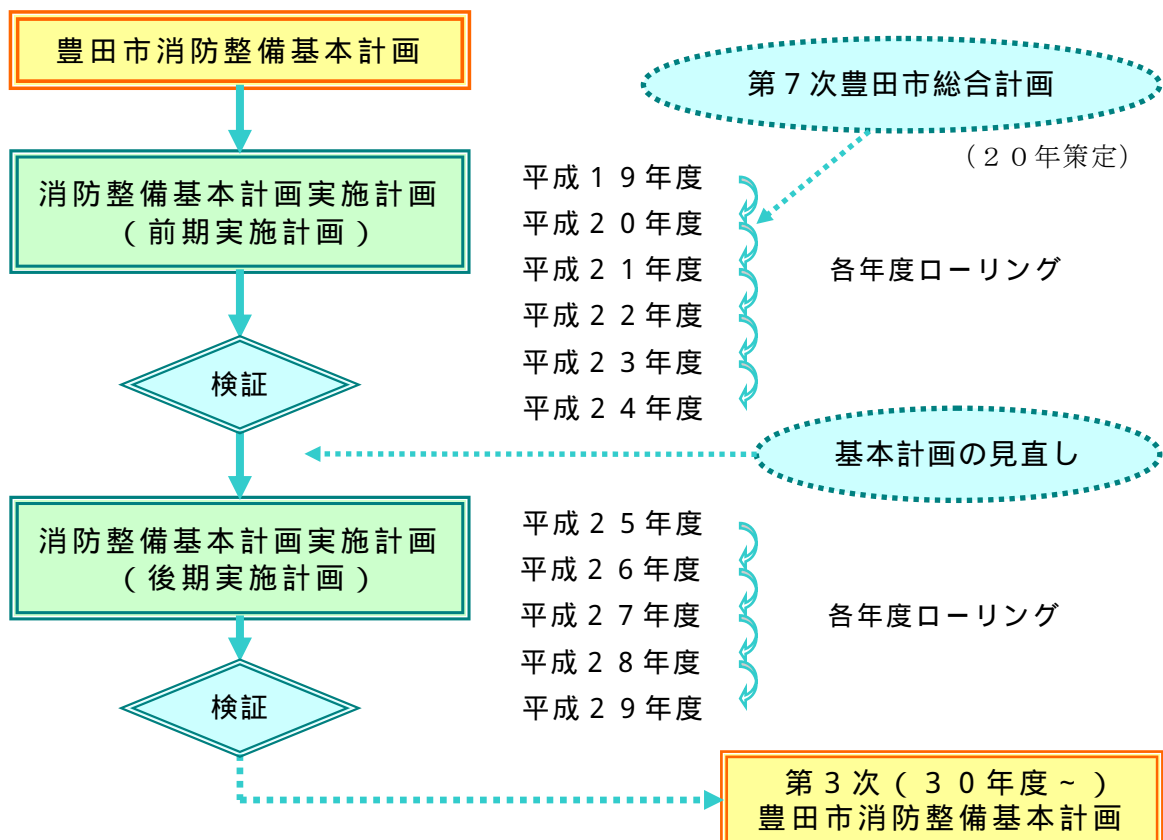 豊田市消防整備基本計画
第７次豊田市総合計画
（２０年策定）
消防整備基本計画実施計画
（前期実施計画）
平成１９年度
平成２０年度
平成２１年度
平成２２年度
平成２３年度
平成２４年度
各年度ローリング
検証
基本計画の見直し
消防整備基本計画実施計画
（後期実施計画）
平成２５年度
平成２６年度
平成２７年度
平成２８年度
平成２９年度
各年度ローリング
検証
第３次（３０年度～）
豊田市消防整備基本計画